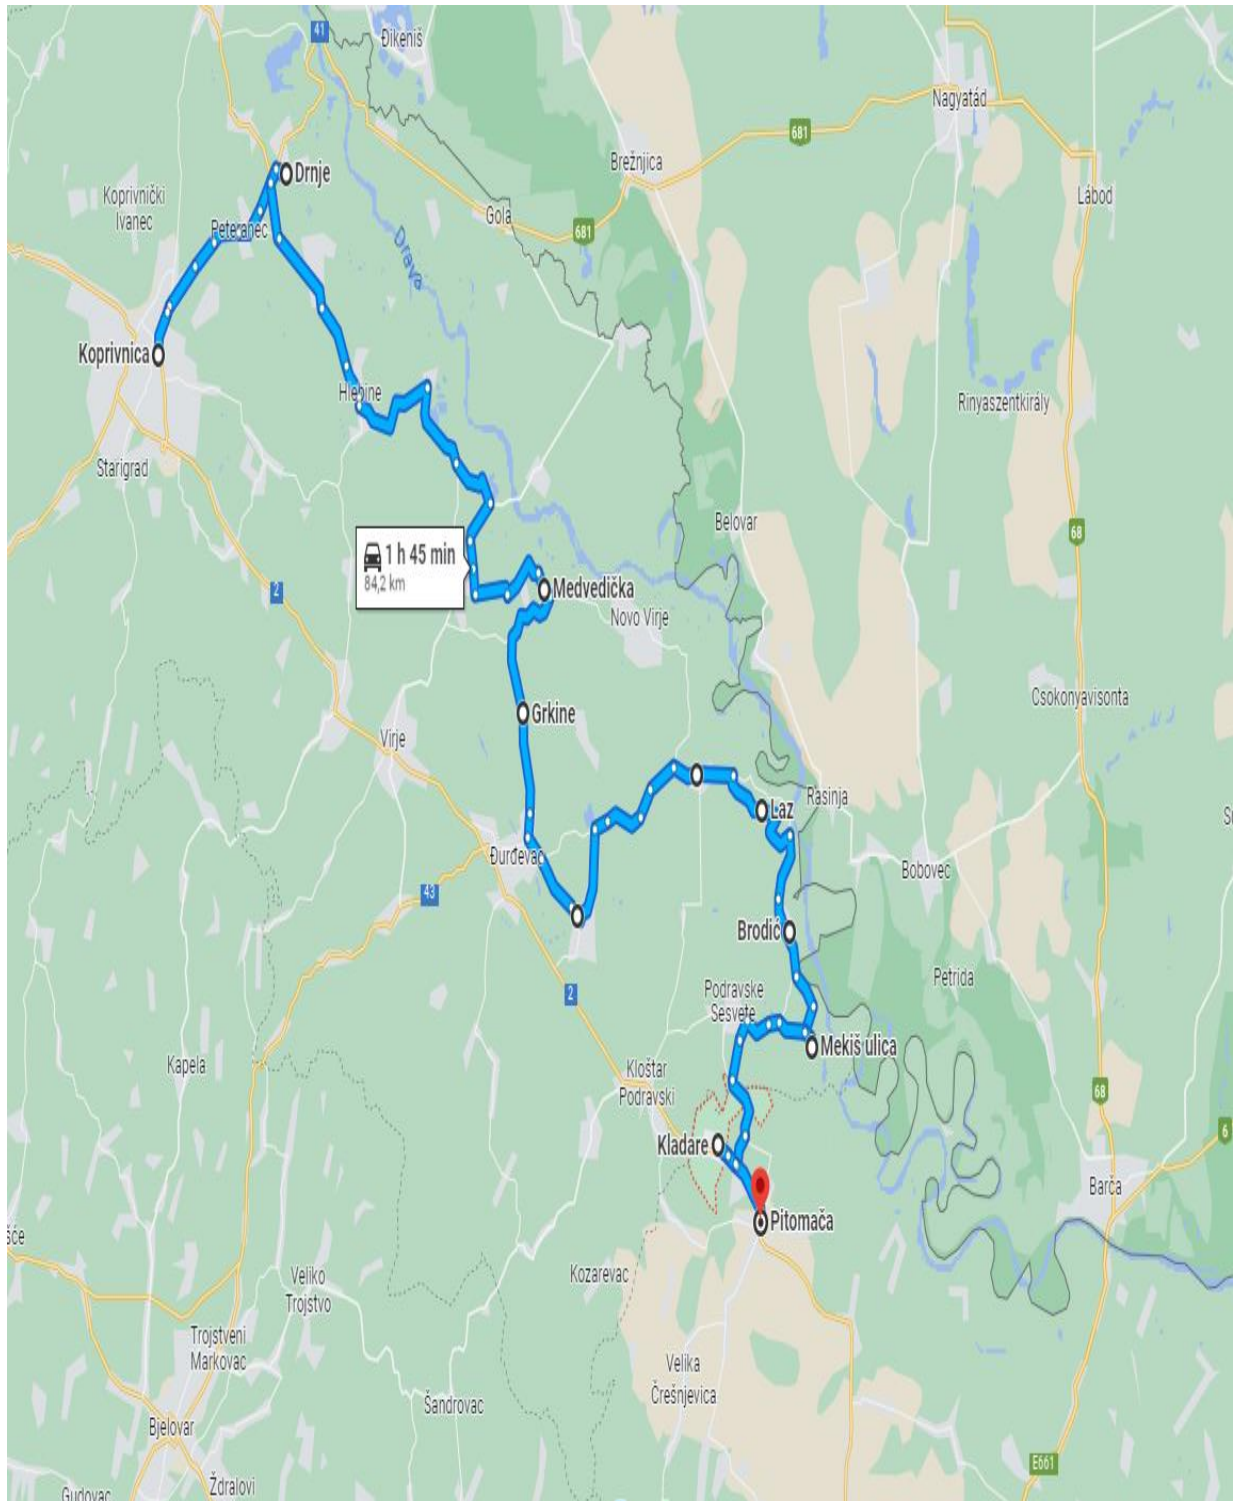 41
Đikeniš
Nagyatád
681
Brežnjica
Drnje
Lábod
Koprivnički
Ivanec
Gola
Peteranec
681
Drava
Koprivnica
Hlebine
Rinyaszentkirály
Starigrad
Belovar
68
1 h 45 min
84,2 km
2
Medvedička
Novo Virje
Csokonyavisonta
Grkine
Virje
Rasinja
Laz
Đurđevac
Bobovec
43
Brodić
Petrida
2
Podravske
Sesvete
Mekiš ulica
Kapela
Kloštar
Podravski
68
6
Kladare
Barča
Pitomača
šće
Veliko
Trojstvo
Kozarevac
Trojstveni
Markovac
Velika
Črešnjevica
Šandrovac
Bjelovar
E661
Ždralovi
Gudovac